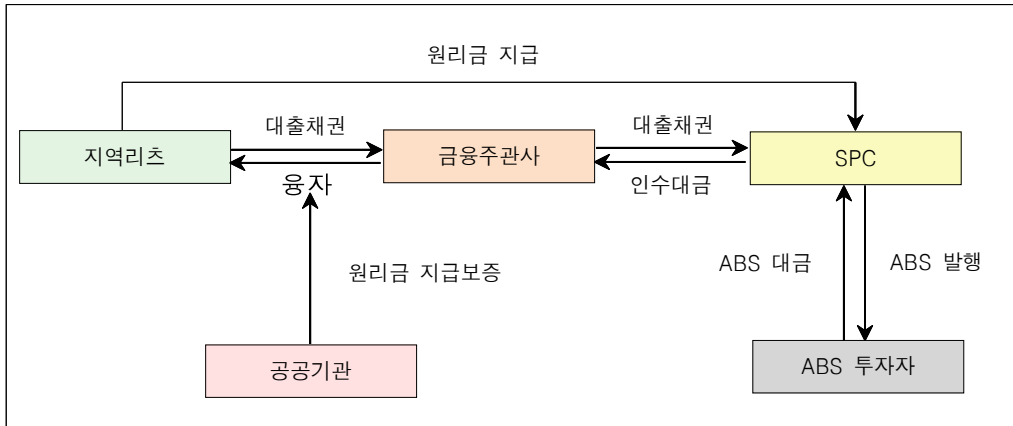 원리금 지급
대출채권
대출채권
지역리츠
금융주관사
SPC
융자
인수대금
ABS 대금
ABS 발행
원리금 지급보증
공공기관
ABS 투자자